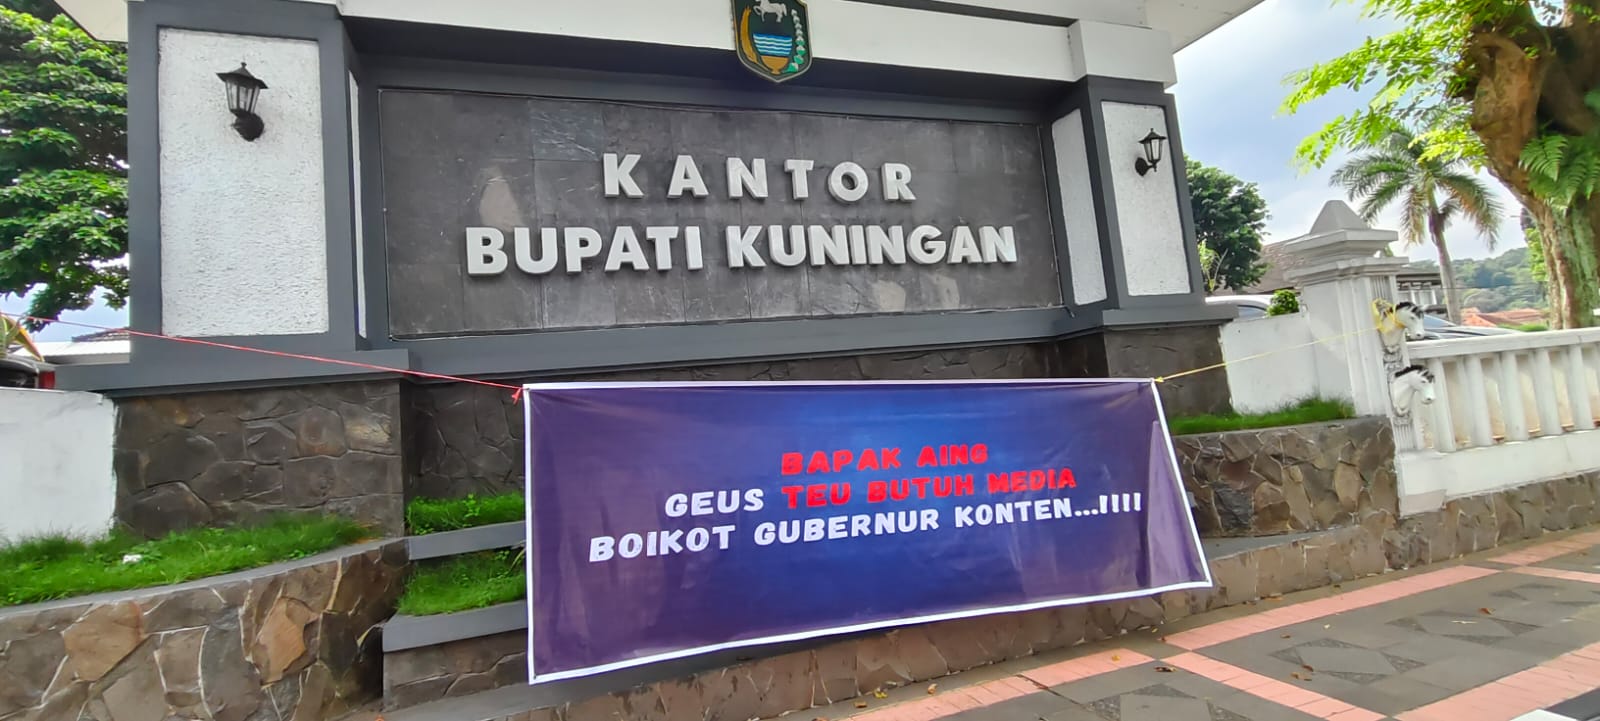 KANTOR
BUPATI KUNINGAN
BAPAK AING
GEUS TEU BUTUH MEDIA
BOIKOT GUBERNUR KONTEN...!!!!